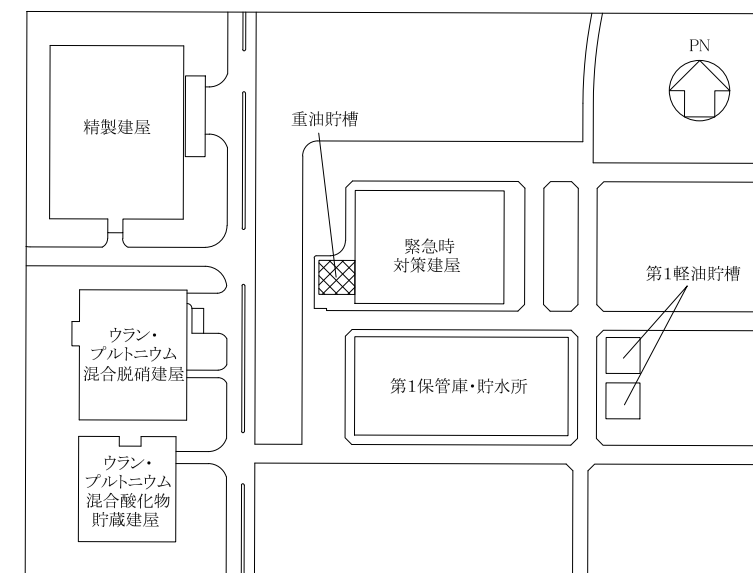 PN
重油貯槽
精製建屋
緊急時
対策建屋
第1軽油貯槽
ウラン・
プルトニウム
混合脱硝建屋
第1保管庫・貯水所
ウラン・
プルトニウム
混合酸化物
貯蔵建屋